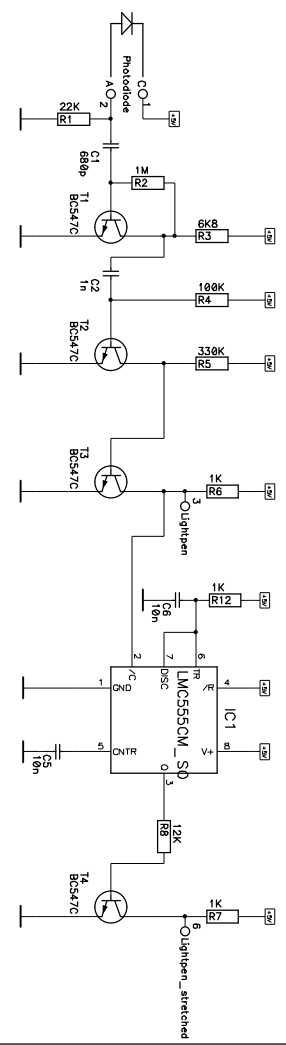 Photodiode
C
1
A
2
+5V
22K
R1
C1
680p
1M
R2
T1
BC547C
6K8
R3
+5V
C2
1n
100K
R4
+5V
T2
BC547C
330K
R5
+5V
T3
BC547C
1K
R6
+5V
3
Lightpen
1K
R12
+5V
C6
10n
2
7
6
/C
DISC
TR
LMC555CM_SO
IC1
1
GND
/R
4
+5V
5
CNTR
V+
8
+5V
C5
10n
Q
3
12K
R8
T4
BC547C
1K
R7
+5V
6
Lightpen_stretched